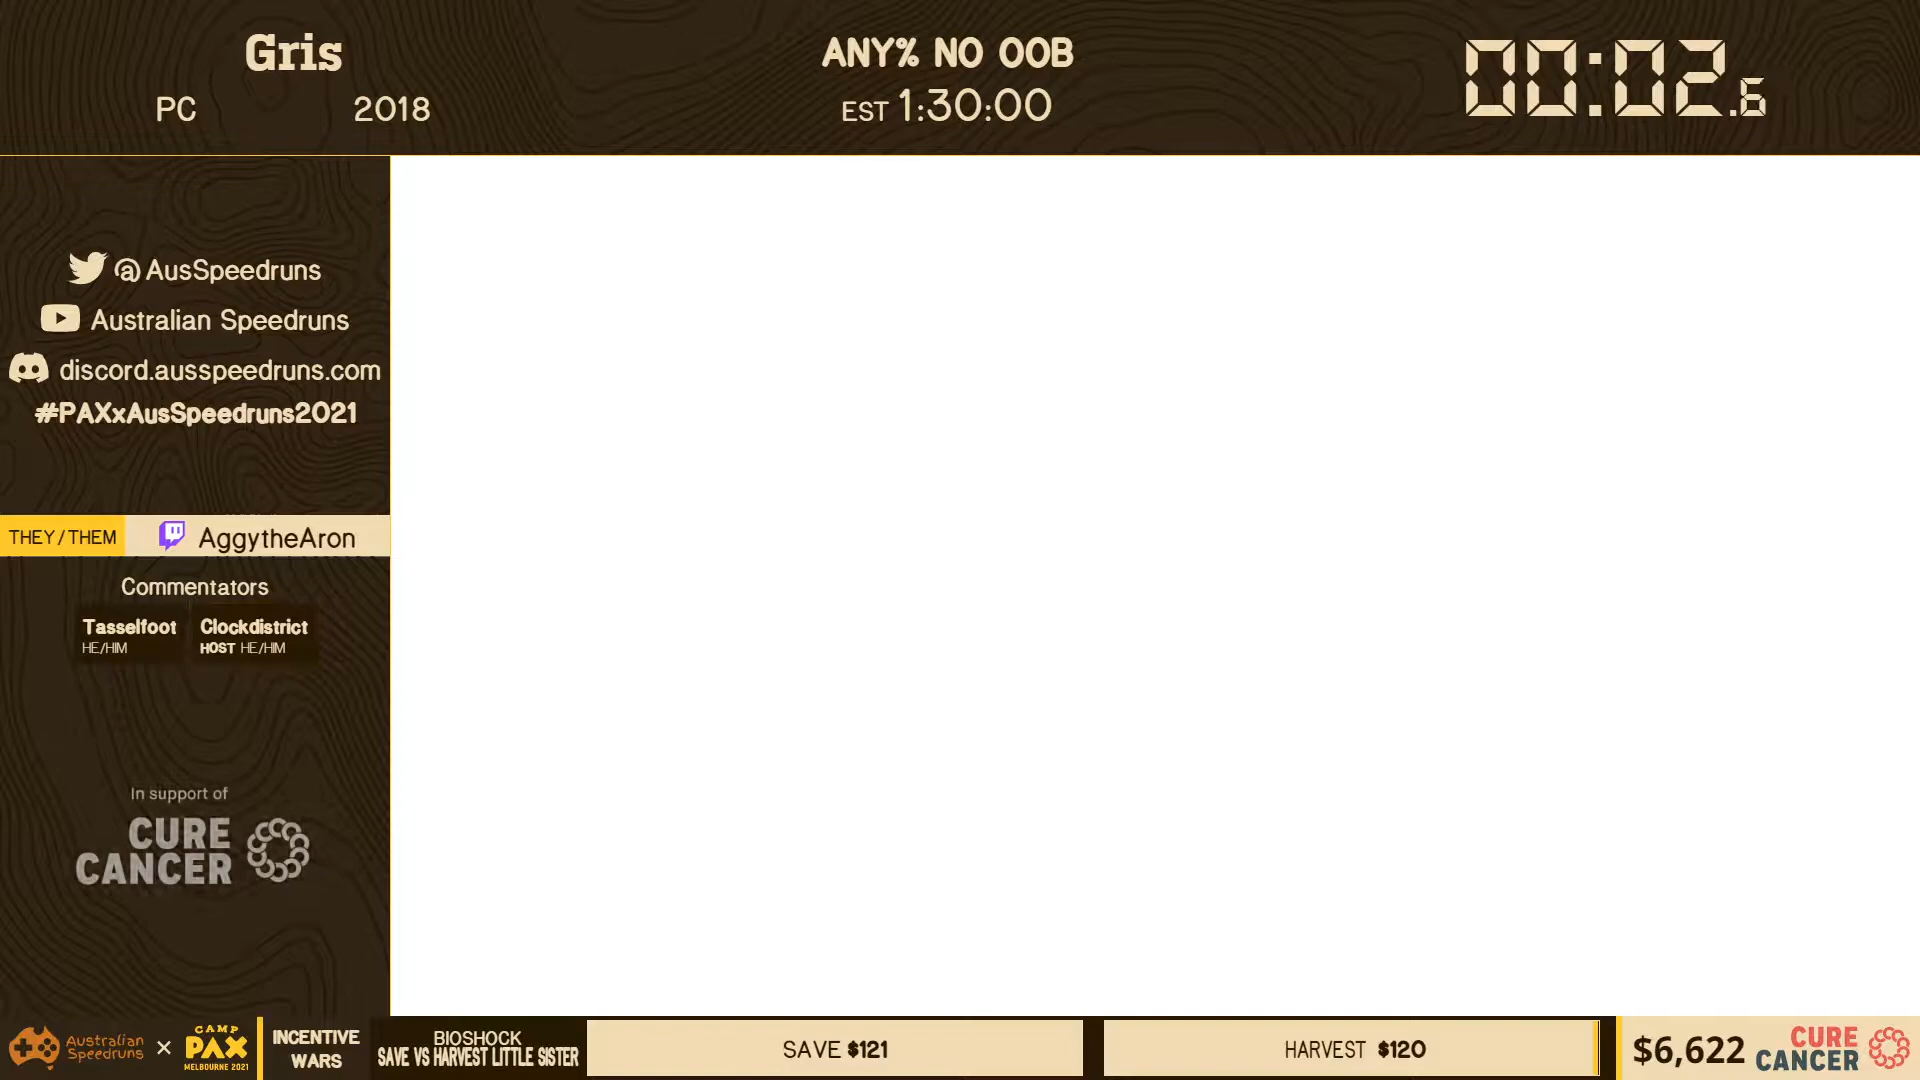 Gris
PC 2018
ANY% NO OOB
EST 1:30:00
00:02.6
@AusSpeedruns
Australian Speedruns
discord.ausspeedruns.com
#PAXxAusSpeedruns2021
THEY/THEM AggytheAron
Commentators
Tasselfoot
HE/HIM
Clockdistrict
HOST HE/HIM
In support of
CURE
CANCER
Australian
Speedruns
×
CAMP
PAX
MELBOURNE 2021
INCENTIVE
WARS
BIOSHOCK
SAVE VS HARVEST LITTLE SISTER
SAVE $121
HARVEST $120
$6,622
CURE
CANCER